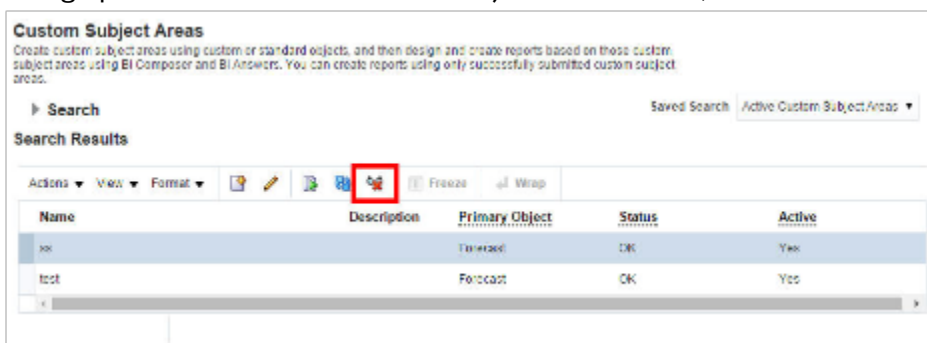 Custom Subject Areas
Create custom subject areas using custom or standard objects, and then design and create reports based on those custom
subject areas using BI Composer and BI Answers. You can create reports using only successfully submitted custom subject
areas.
Search
Saved Search Active Custom Subject Areas
Search Results
Actions View Format Freeze Wrap
Name Description Primary Object Status Active
Forecast OK Yes
test Forecast OK Yes